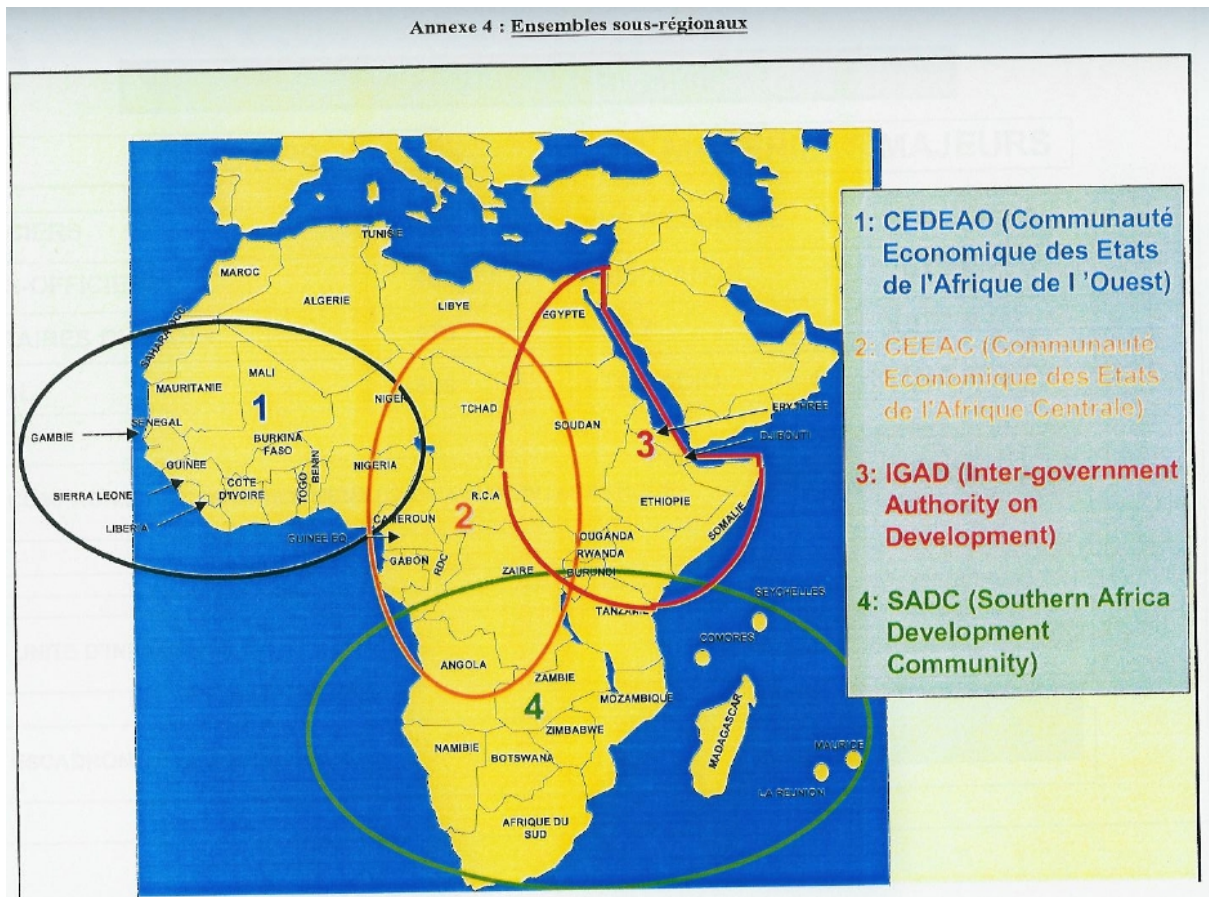 Annexe 4 : Ensembles sous-régionaux
MAJEURS
TUNISIE
MAROC
ALGERIE
LIBYE
EGYPTE
SAHARA OCC
MAURITANIE
MALI
NIGER
TCHAD
SOUDAN
ERYTHREE
DJIBOUTI
1
SENEGAL
GAMBIE
BURKINA
FASO
NIGERIA
3
GUINEE
COTE
D'IVOIRE
TOGO
BENIN
SIERRA LEONE
LIBERIA
R.C.A
ETHIOPIE
SOMALIE
CAMEROUN
2
GUINEE EQ
GABON
RDC
ZAIRE
OUGANDA
RWANDA
BURUNDI
TANZANIE
SEYCHELLES
COMORES
ANGOLA
ZAMBIE
4
MOZAMBIQUE
ZIMBABWE
NAMIBIE
BOTSWANA
MADAGASCAR
MAURICE
LA REUNION
AFRIQUE DU
SUD
1: CEDEAO (Communauté
Economique des Etats
de l'Afrique de l 'Ouest)
2: CEEAC (Communauté
Economique des Etats
de l'Afrique Centrale)
3: IGAD (Inter-government
Authority on
Development)
4: SADC (Southern Africa
Development
Community)